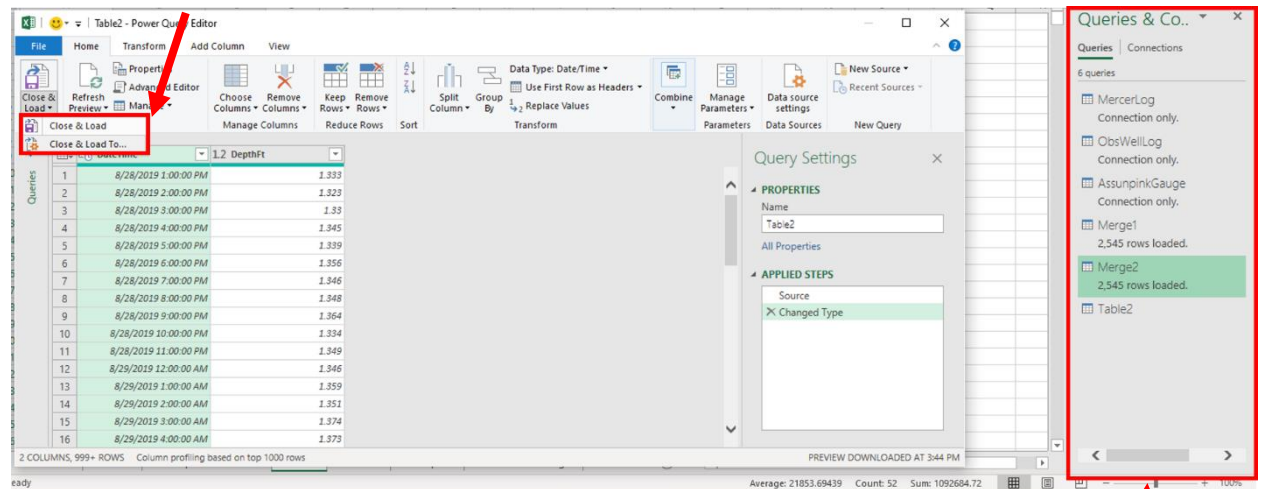 Table2 - Power Query Editor
File Home Transform Add Column View
Close & Load
Refresh Preview
Advanced Editor
Choose Columns
Remove Columns
Keep Rows
Remove Rows
Split Column
Group By
Data Type: Date/Time
Use First Row as Headers
Replace Values
Combine
Manage Parameters
Data source settings
New Source
Recent Sources
Manage Columns Reduce Rows Sort Transform Parameters Data Sources New Query
Close & Load
Close & Load To...
DateTime 1.2 DepthFt
Queries
1 8/28/2019 1:00:00 PM 1.333
2 8/28/2019 2:00:00 PM 1.323
3 8/28/2019 3:00:00 PM 1.33
4 8/28/2019 4:00:00 PM 1.345
5 8/28/2019 5:00:00 PM 1.339
6 8/28/2019 6:00:00 PM 1.356
7 8/28/2019 7:00:00 PM 1.346
8 8/28/2019 8:00:00 PM 1.348
9 8/28/2019 9:00:00 PM 1.364
10 8/28/2019 10:00:00 PM 1.334
11 8/28/2019 11:00:00 PM 1.349
12 8/29/2019 12:00:00 AM 1.346
13 8/29/2019 1:00:00 AM 1.359
14 8/29/2019 2:00:00 AM 1.351
15 8/29/2019 3:00:00 AM 1.374
16 8/29/2019 4:00:00 AM 1.373
Query Settings
PROPERTIES
Name
Table2
All Properties
APPLIED STEPS
Source
Changed Type
2 COLUMNS, 999+ ROWS Column profiling based on top 1000 rows
PREVIEW DOWNLOADED AT 3:44 PM
Queries & Co..
Queries Connections
6 queries
MercerLog
Connection only.
ObsWellLog
Connection only.
AssunpinkGauge
Connection only.
Merge1
2,545 rows loaded.
Merge2
2,545 rows loaded.
Table2
eady
Average: 21853.69439 Count: 52 Sum: 1092684.72
100%